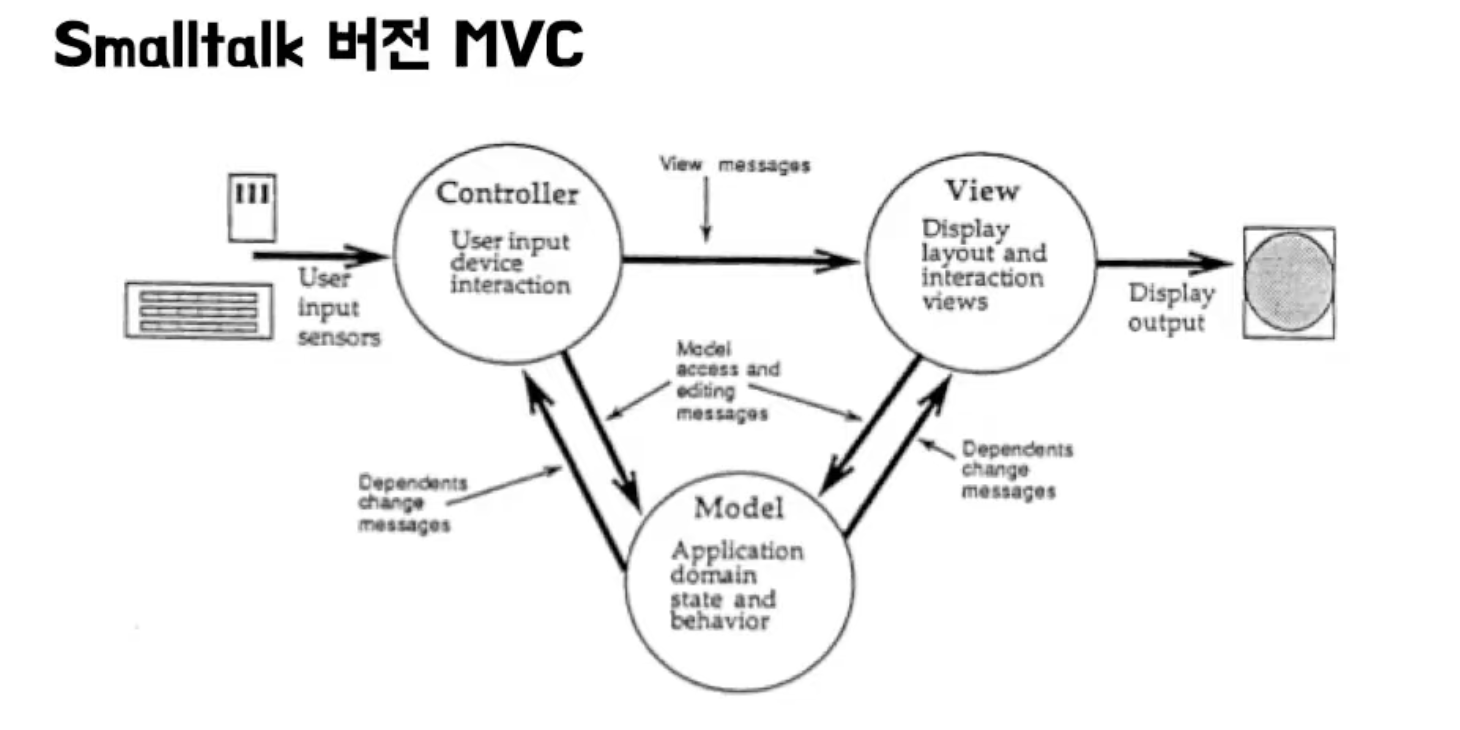 Smalltalk 버전 MVC
View messages
Controller
User input
device
interaction
View
Display
layout and
interaction
views
User
input
sensors
Display
output
Model
access and
editing
messages
Dependents
change
messages
Dependents
change
messages
Model
Application
domain
state and
behavior